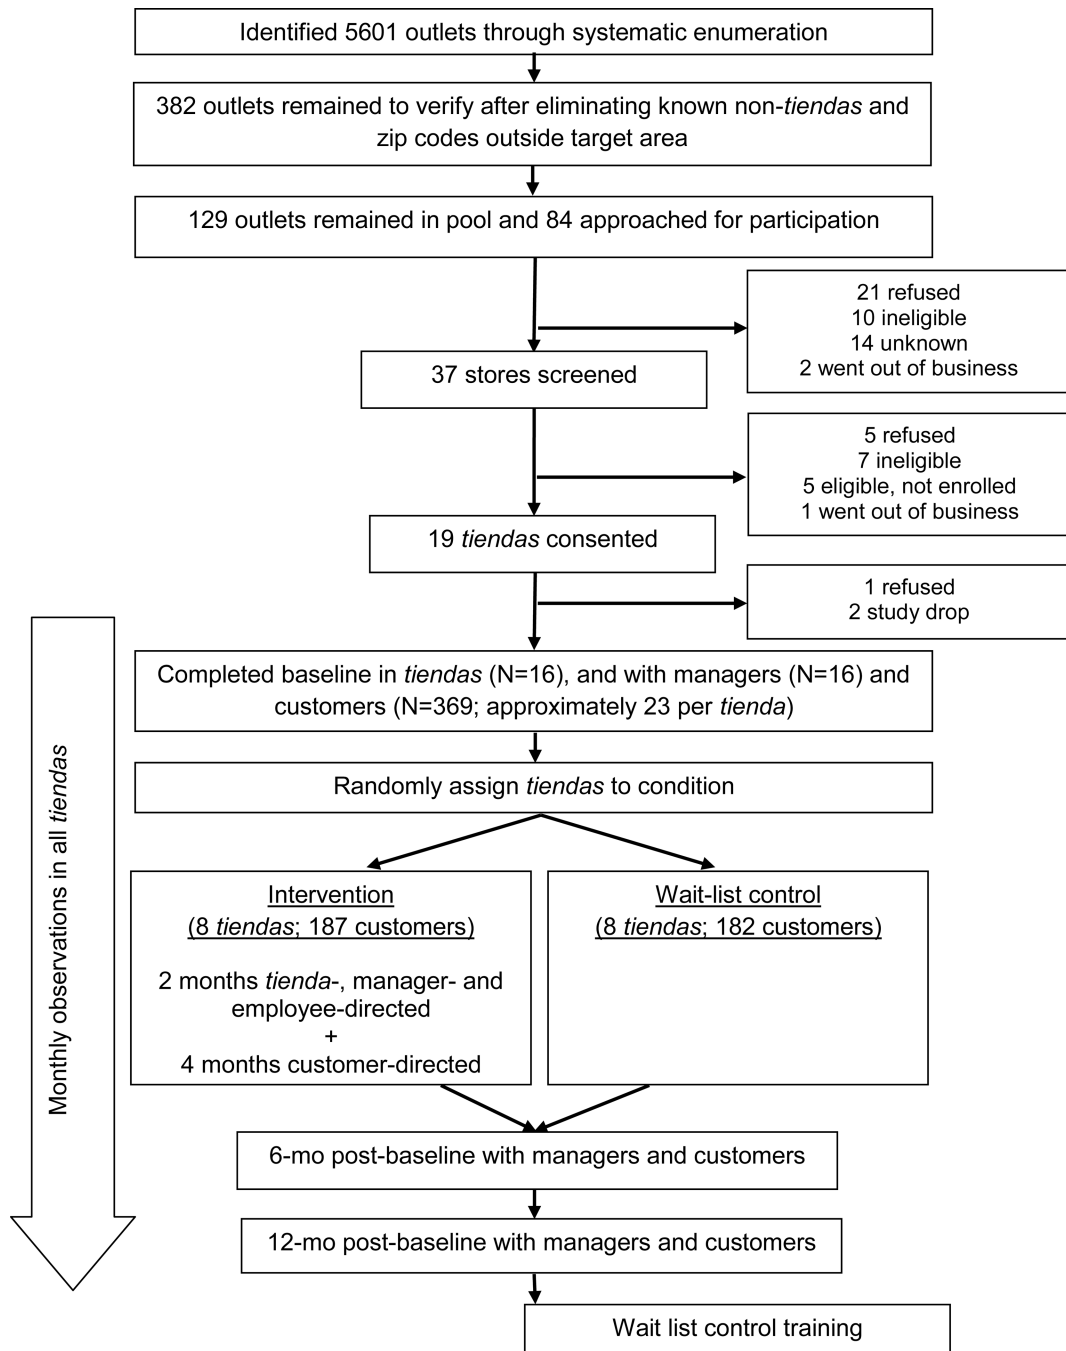 Identified 5601 outlets through systematic enumeration
382 outlets remained to verify after eliminating known non-tiendas and
zip codes outside target area
129 outlets remained in pool and 84 approached for participation
21 refused
10 ineligible
14 unknown
2 went out of business
37 stores screened
5 refused
7 ineligible
5 eligible, not enrolled
1 went out of business
19 tiendas consented
1 refused
2 study drop
Completed baseline in tiendas (N=16), and with managers (N=16) and
customers (N=369; approximately 23 per tienda)
Randomly assign tiendas to condition
Monthly observations in all tiendas
Intervention
(8 tiendas; 187 customers)
2 months tienda-, manager- and
employee-directed
+
4 months customer-directed
Wait-list control
(8 tiendas; 182 customers)
6-mo post-baseline with managers and customers
12-mo post-baseline with managers and customers
Wait list control training